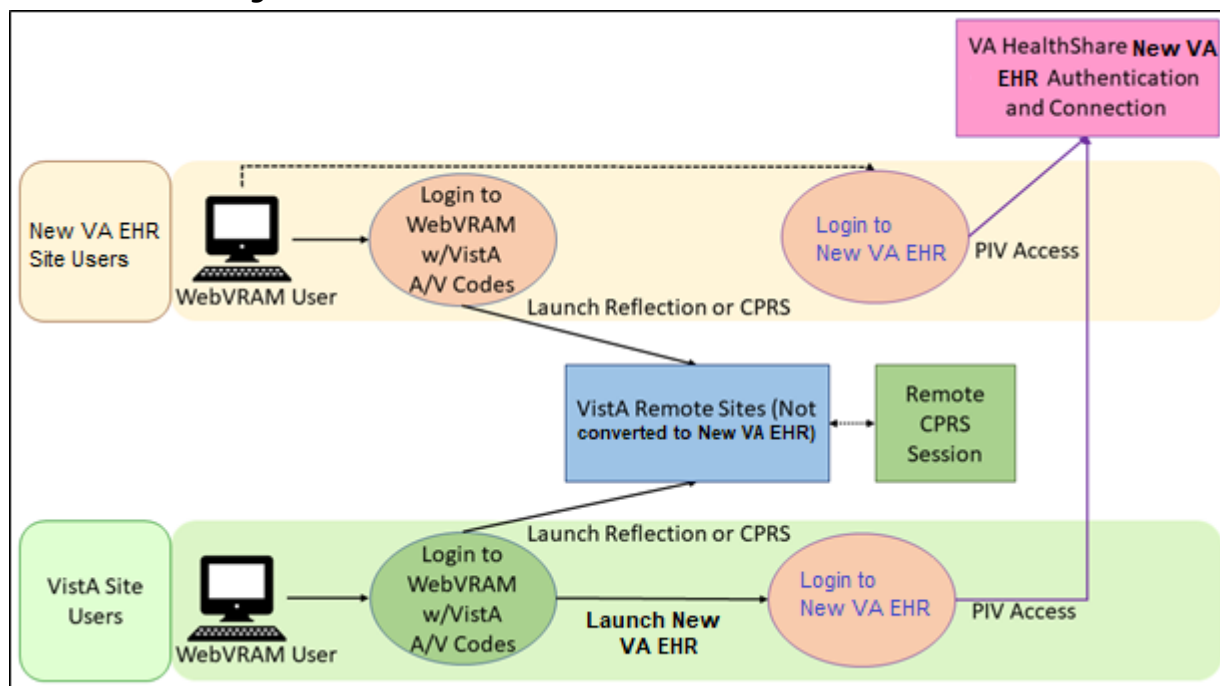 VA HealthShare New VA
EHR Authentication
and Connection
New VA EHR
Site Users
WebVRAM User
Login to
WebVRAM
w/VistA
A/V Codes
Login to
New VA EHR
PIV Access
Launch Reflection or CPRS
VistA Remote Sites (Not
converted to New VA EHR)
Remote
CPRS
Session
VistA Site
Users
WebVRAM User
Launch Reflection or CPRS
Login to
WebVRAM
w/VistA
A/V Codes
Launch New
VA EHR
Login to
New VA EHR
PIV Access